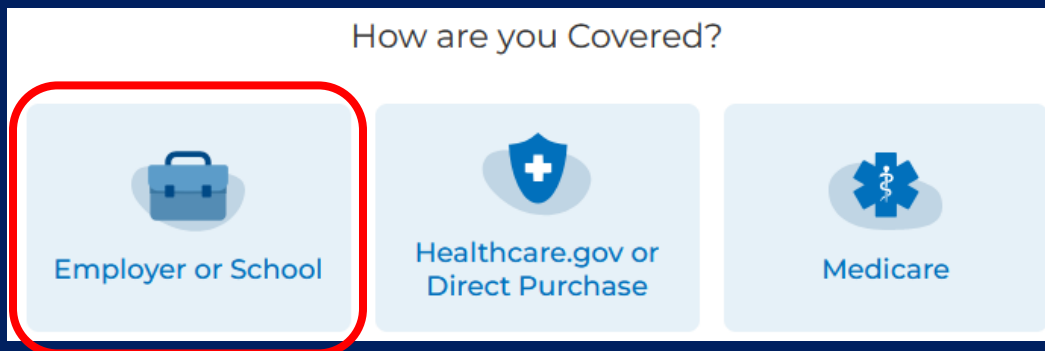 How are you Covered?
Employer or School
Healthcare.gov or
Direct Purchase
Medicare